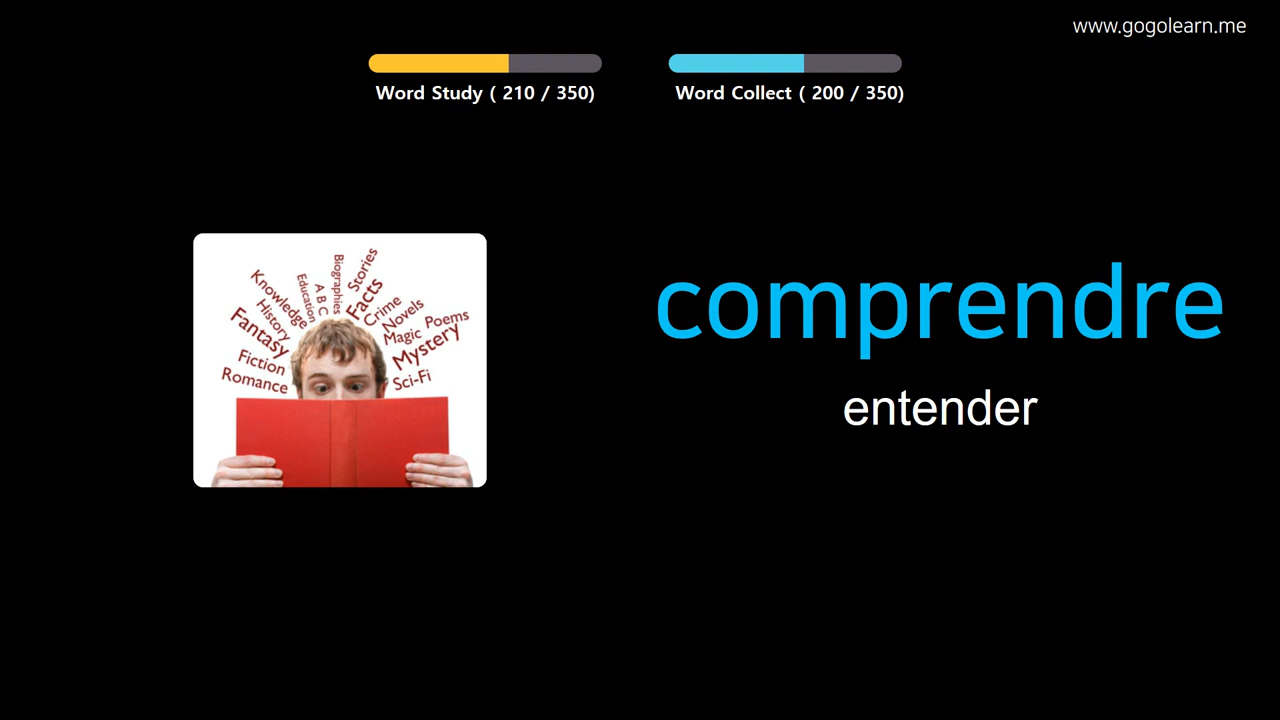 www.gogolearn.me
Word Study ( 210 / 350)
Word Collect ( 200 / 350)
comprendre
entender
Knowledge
History
Fantasy
Fiction
Romance
Education
A B C
Biographies
Stories
Facts
Crime
Novels
Magic
Poems
Mystery
Sci-Fi